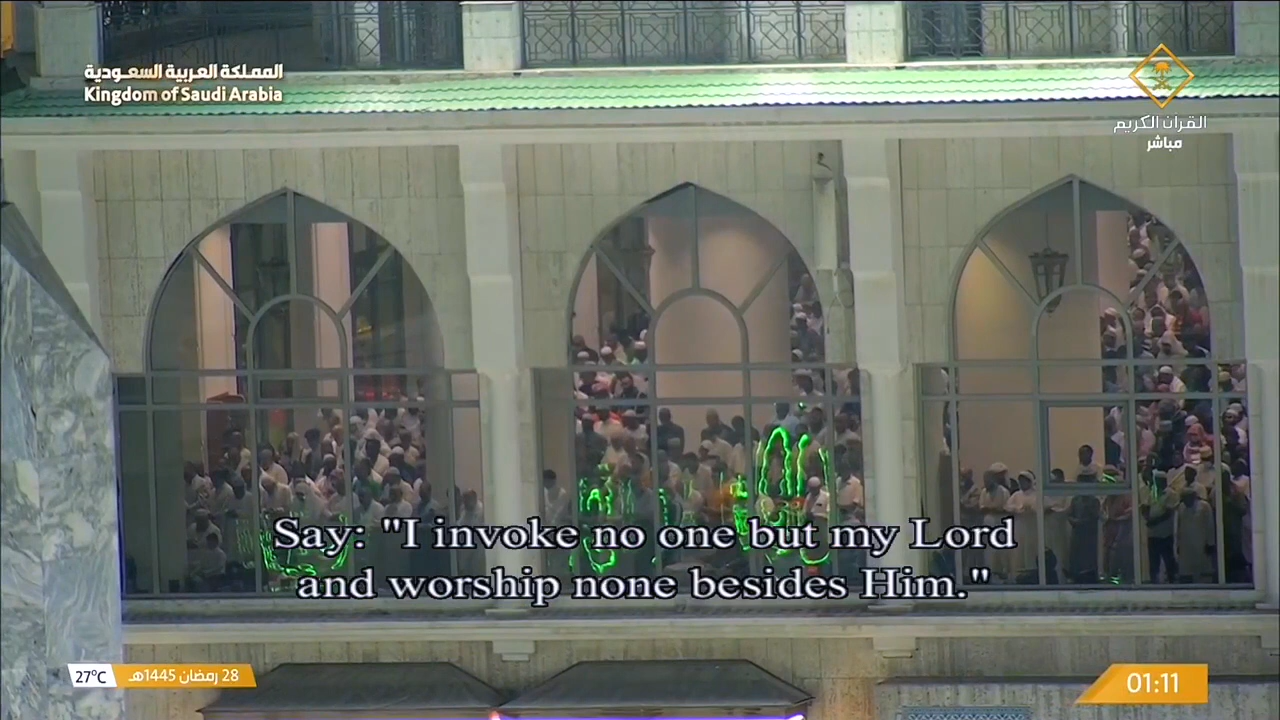 المملكة العربية السعودية
Kingdom of Saudi Arabia
القرآن الكريم
مباشر
Say: "I invoke no one but my Lord
and worship none besides Him."
27°C
28 رمضان 1445هـ
01:11